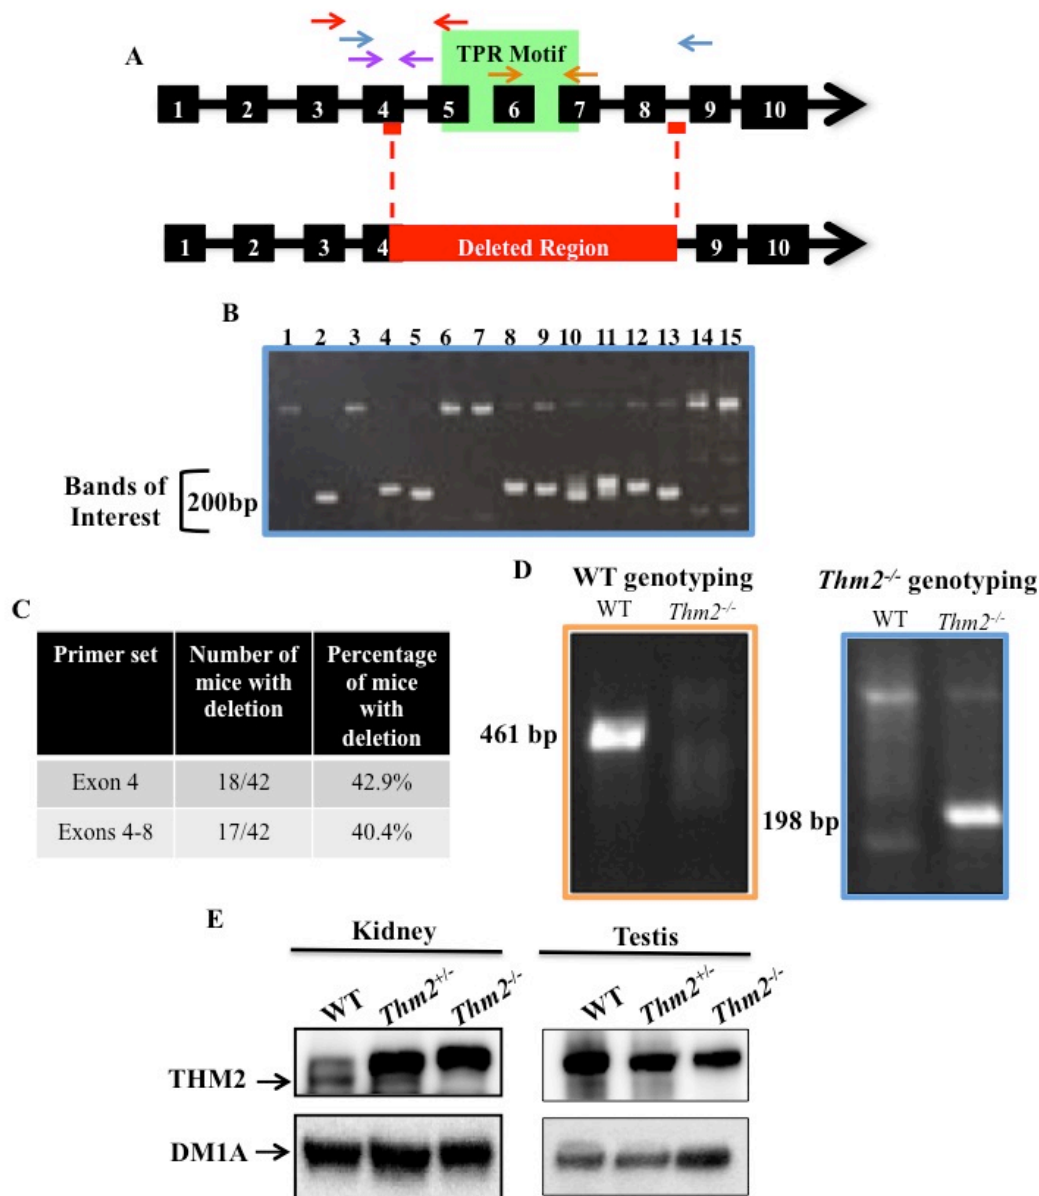 A
TPR Motif
1 2 3 4 5 6 7 8 9 10
1 2 3 4 Deleted Region 9 10
B
1 2 3 4 5 6 7 8 9 10 11 12 13 14 15
Bands of
Interest
200bp
C
Primer set
Number of
mice with
deletion
Percentage
of mice
with
deletion
Exon 4 18/42 42.9%
Exons 4-8 17/42 40.4%
D
WT genotyping
WT Thm2-/-
461 bp
Thm2-/- genotyping
WT Thm2-/-
198 bp
E
Kidney
WT Thm2+/- Thm2-/-
Testis
WT Thm2+/- Thm2-/-
THM2
DM1A